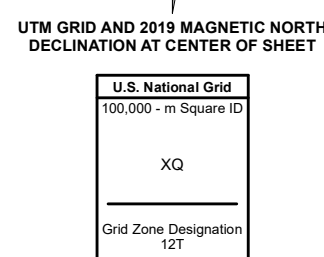 UTM GRID AND 2019 MAGNETIC NORTH
DECLINATION AT CENTER OF SHEET
U.S. National Grid
100,000 - m Square ID
XQ
Grid Zone Designation
12T